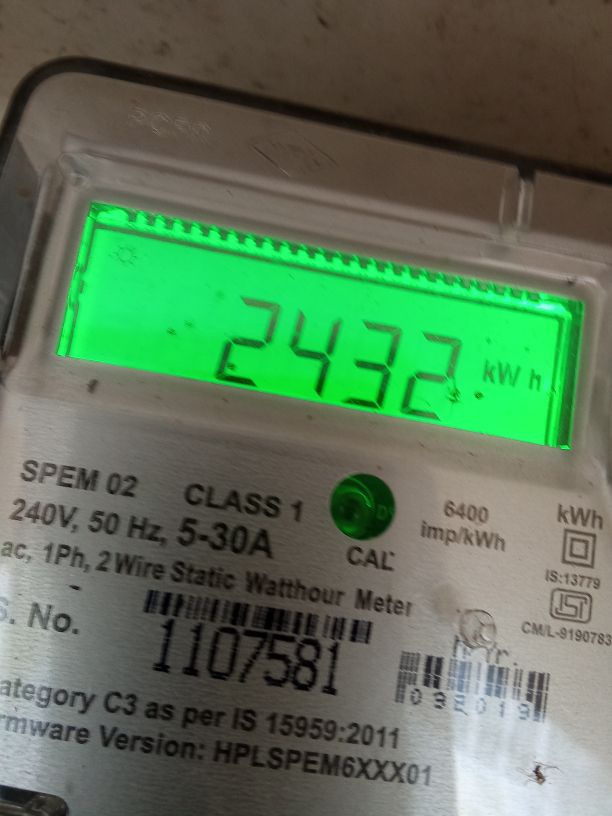 2432 kWh
SPEM 02 CLASS 1
6400
imp/kWh
kWh
240V, 50 Hz, 5-30A
CAL
IS:13779
ac, 1Ph, 2 Wire Static Watthour Meter
CM/L-9190783
S. No.
1107581
ategory C3 as per IS 15959:2011
rmware Version: HPLSPEM6XXX01